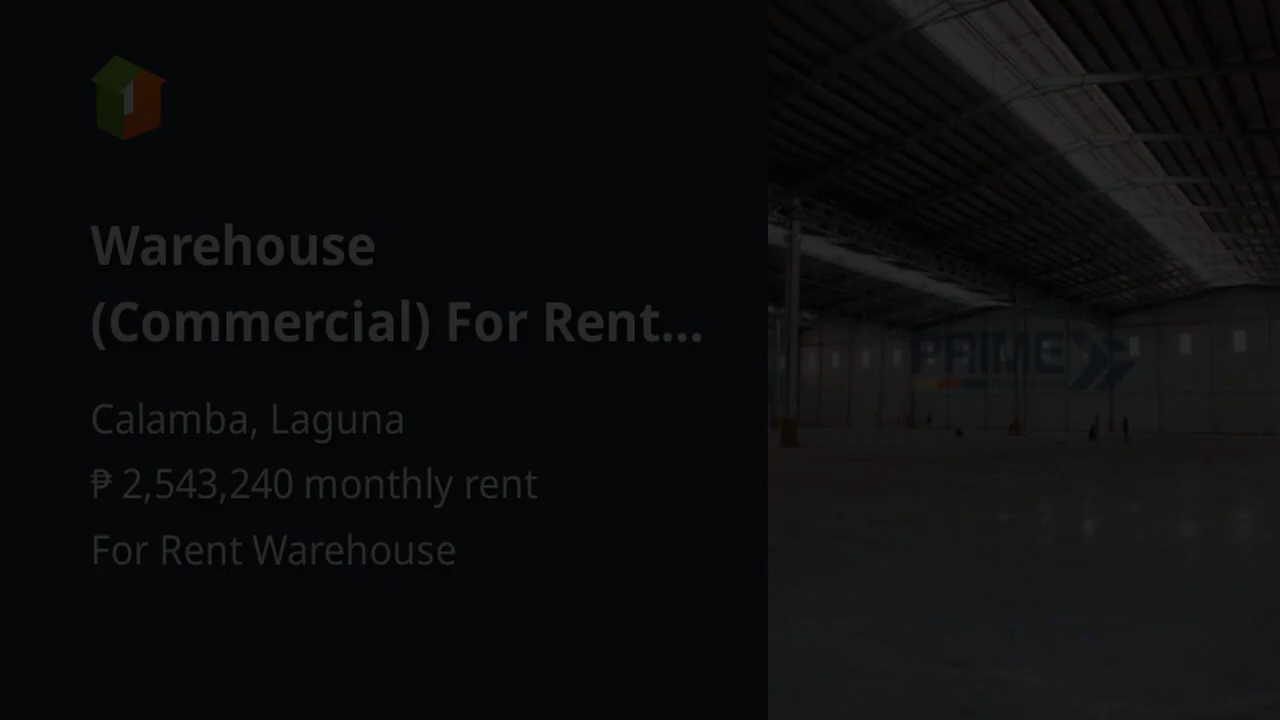 Warehouse
(Commercial) For Rent...
Calamba, Laguna
₱ 2,543,240 monthly rent
For Rent Warehouse
PRIME